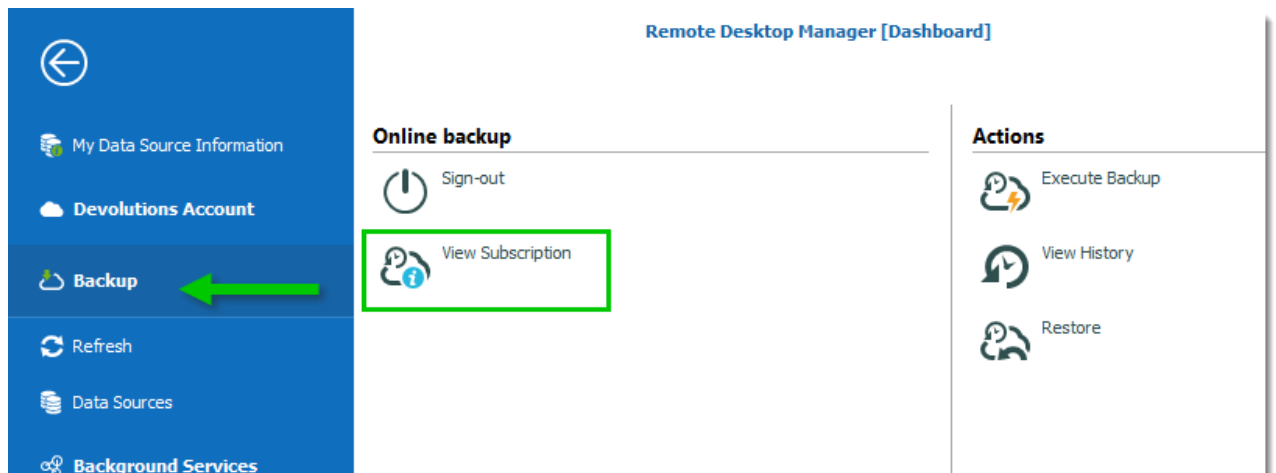 Remote Desktop Manager [Dashboard]
My Data Source Information
Devolutions Account
Backup
Refresh
Data Sources
Background Services
Online backup
Sign-out
View Subscription
Actions
Execute Backup
View History
Restore